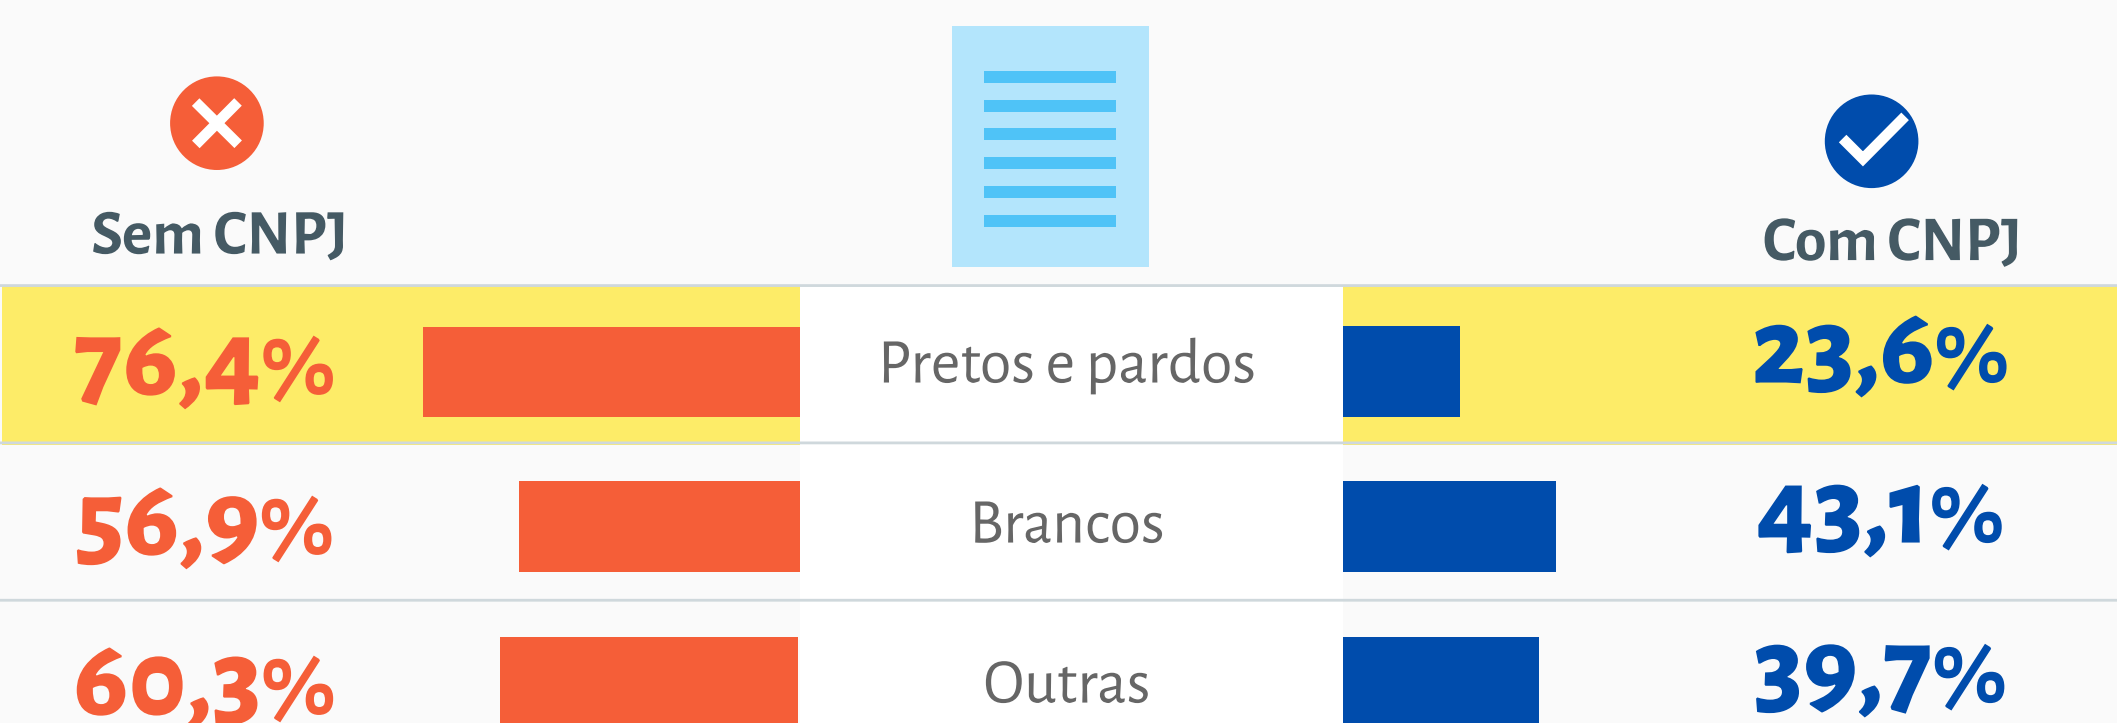 Sem CNPJ
Com CNPJ
76,4% Pretos e pardos 23,6%
56,9% Brancos 43,1%
60,3% Outras 39,7%